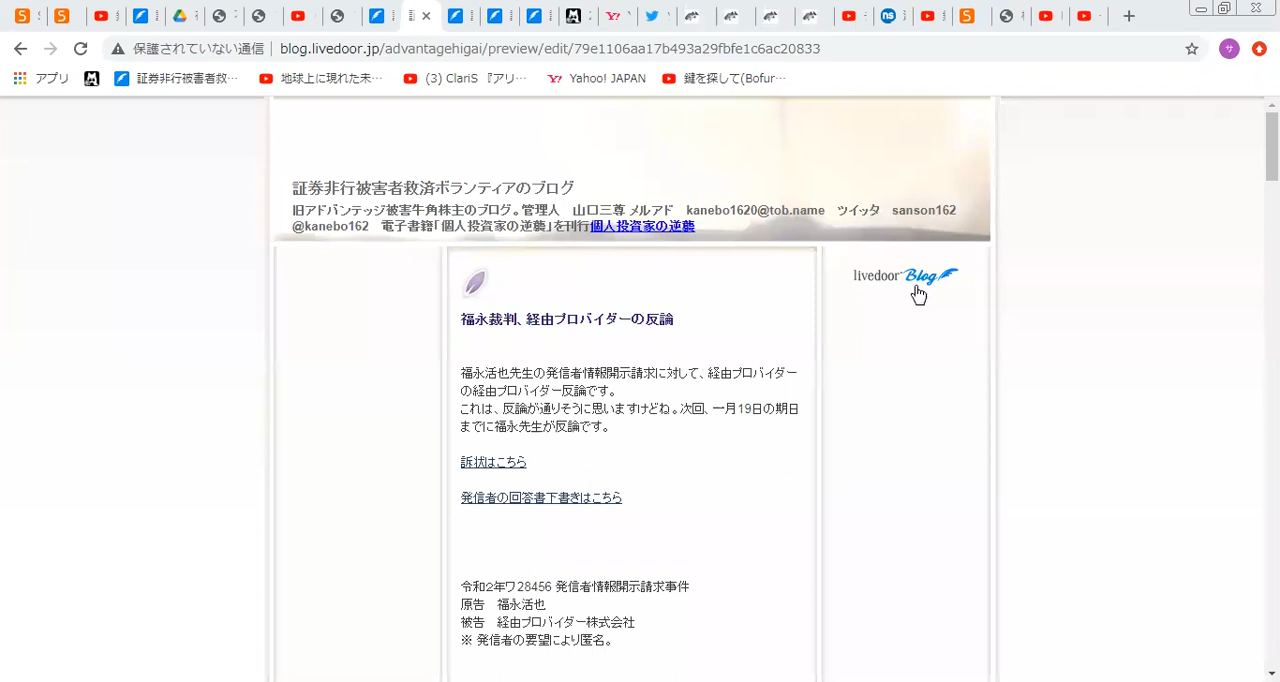 保護されていない通信
blog.livedoor.jp/advantagehigai/preview/edit/79e1106aa17b493a29fbfe1c6ac20833
サ
アプリ
証券非行被害者救…
地球上に現れた未…
(3) ClariS 『アリ…
Yahoo! JAPAN
鍵を探して(Bofur…
証券非行被害者救済ボランティアのブログ
旧アドバンテッジ被害牛角株主のブログ。管理人　山口三尊 メルアド　kanebo1620@tob.name　ツイッタ　sanson162
@kanebo162　電子書籍「個人投資家の逆襲」を刊行個人投資家の逆襲
livedoor Blog
福永裁判、経由プロバイダーの反論
福永活也先生の発信者情報開示請求に対して、経由プロバイダー
の経由プロバイダー反論です。
これは、反論が通りそうに思いますけどね。次回、一月19日の期日
までに福永先生が反論です。
訴状はこちら
発信者の回答書下書きはこちら
令和2年ワ28456 発信者情報開示請求事件
原告　福永活也
被告　経由プロバイダー株式会社
※ 発信者の要望により匿名。